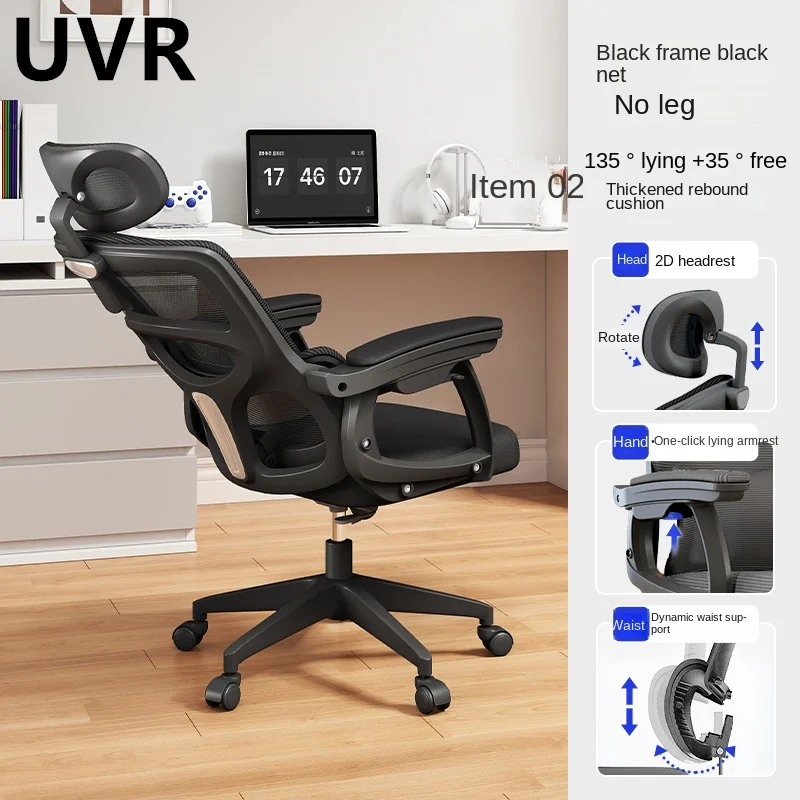 UVR
Black frame black
net
No leg
135 ° lying +35 ° free
Item 02
Thickened rebound
cushion
17 46 07
Head 2D headrest
Rotate
Hand •One-click lying armrest
Waist Dynamic waist sup-
port